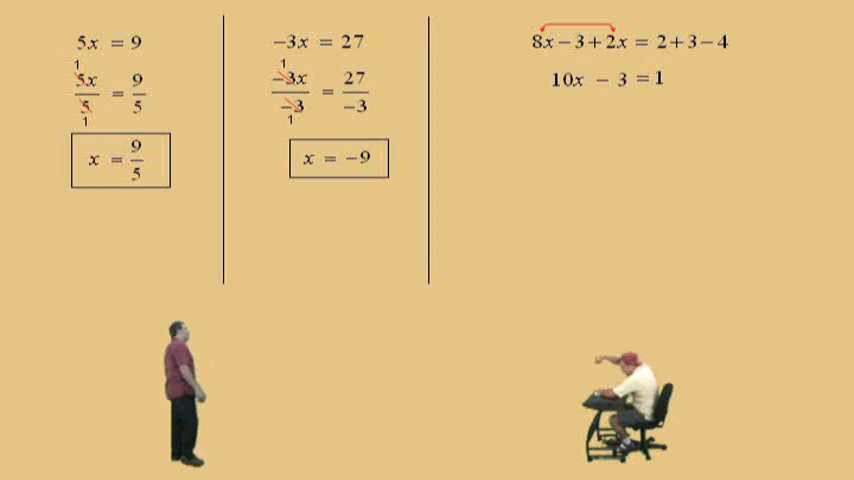 5x = 9
1
5x/5 = 9/5
1
x = 9/5
-3x = 27
1
-3x/-3 = 27/-3
1
x = -9
8x - 3 + 2x = 2 + 3 - 4
10x - 3 = 1